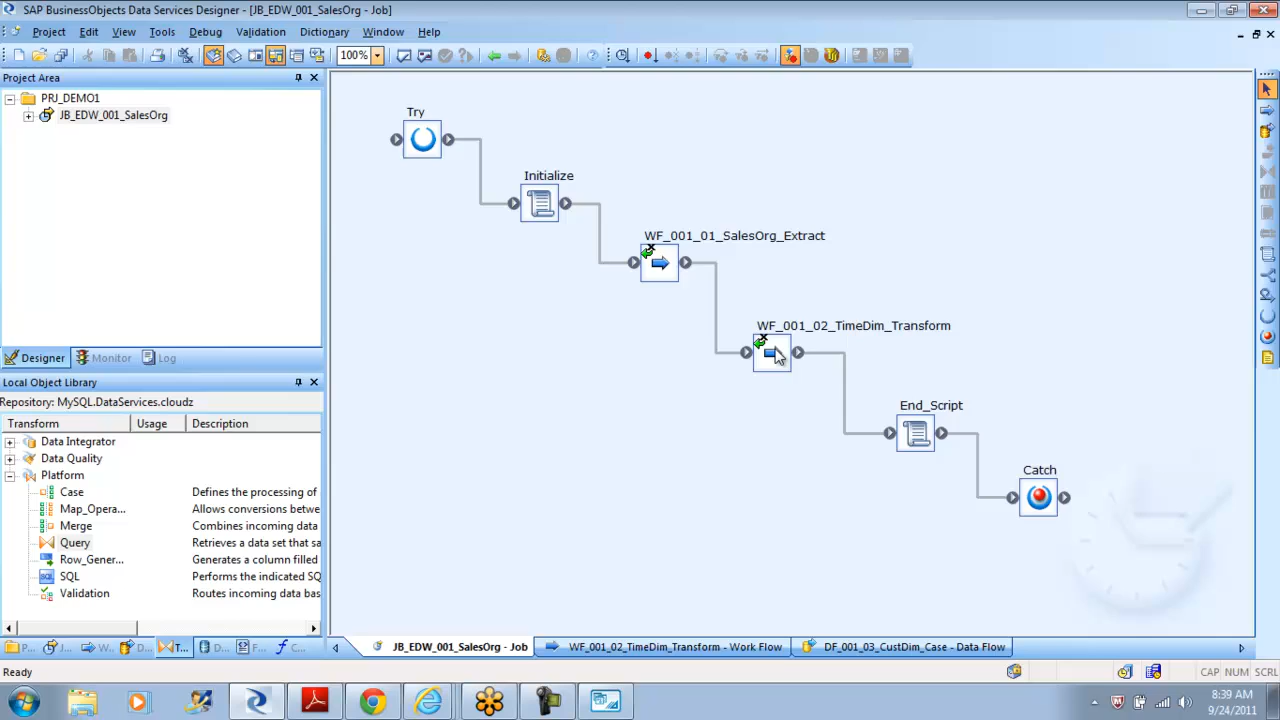 SAP BusinessObjects Data Services Designer - [JB_EDW_001_SalesOrg - Job]
Project Edit View Tools Debug Validation Dictionary Window Help
100%
Project Area
PRJ_DEMO1
JB_EDW_001_SalesOrg
Try
Initialize
WF_001_01_SalesOrg_Extract
WF_001_02_TimeDim_Transform
End_Script
Catch
Designer Monitor Log
Local Object Library
Repository: MySQL.DataServices.cloudz
Transform Usage Description
Data Integrator
Data Quality
Platform
Case Defines the processing of
Map_Opera... Allows conversions betwe
Merge Combines incoming data
Query Retrieves a data set that sa
Row_Gener... Generates a column filled
SQL Performs the indicated SQ
Validation Routes incoming data bas
P... J... W... D... T... D... F... C...
JB_EDW_001_SalesOrg - Job WF_001_02_TimeDim_Transform - Work Flow DF_001_03_CustDim_Case - Data Flow
Ready
CAP NUM SCRL
8:39 AM
9/24/2011